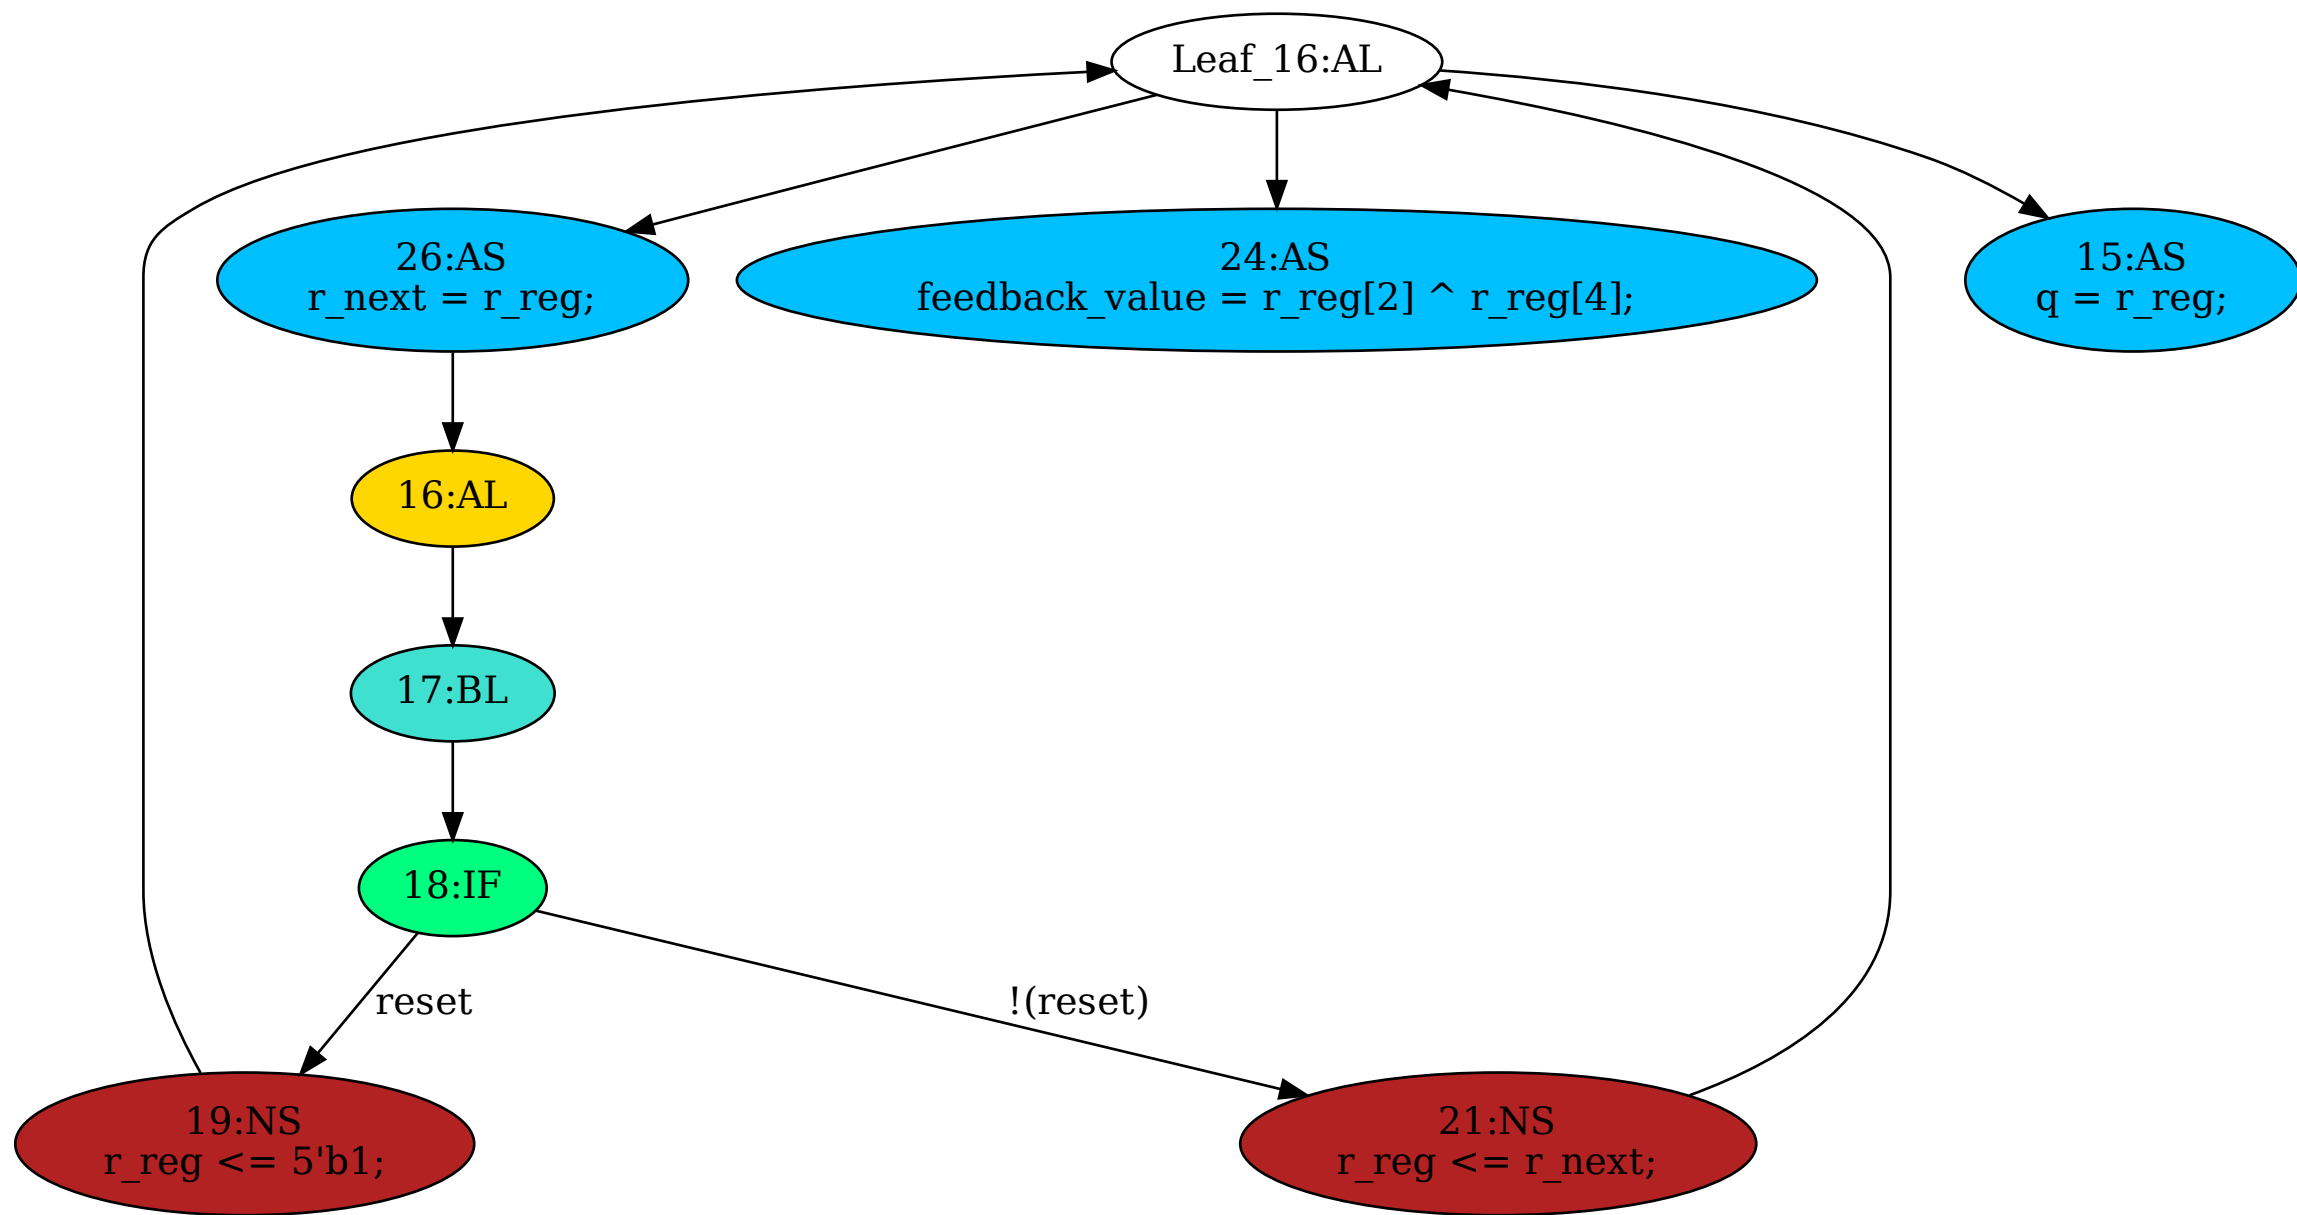 Leaf_16:AL
26:AS
r_next = r_reg;
24:AS
feedback_value = r_reg[2] ^ r_reg[4];
15:AS
q = r_reg;
16:AL
17:BL
18:IF
reset
!(reset)
19:NS
r_reg <= 5'b1;
21:NS
r_reg <= r_next;